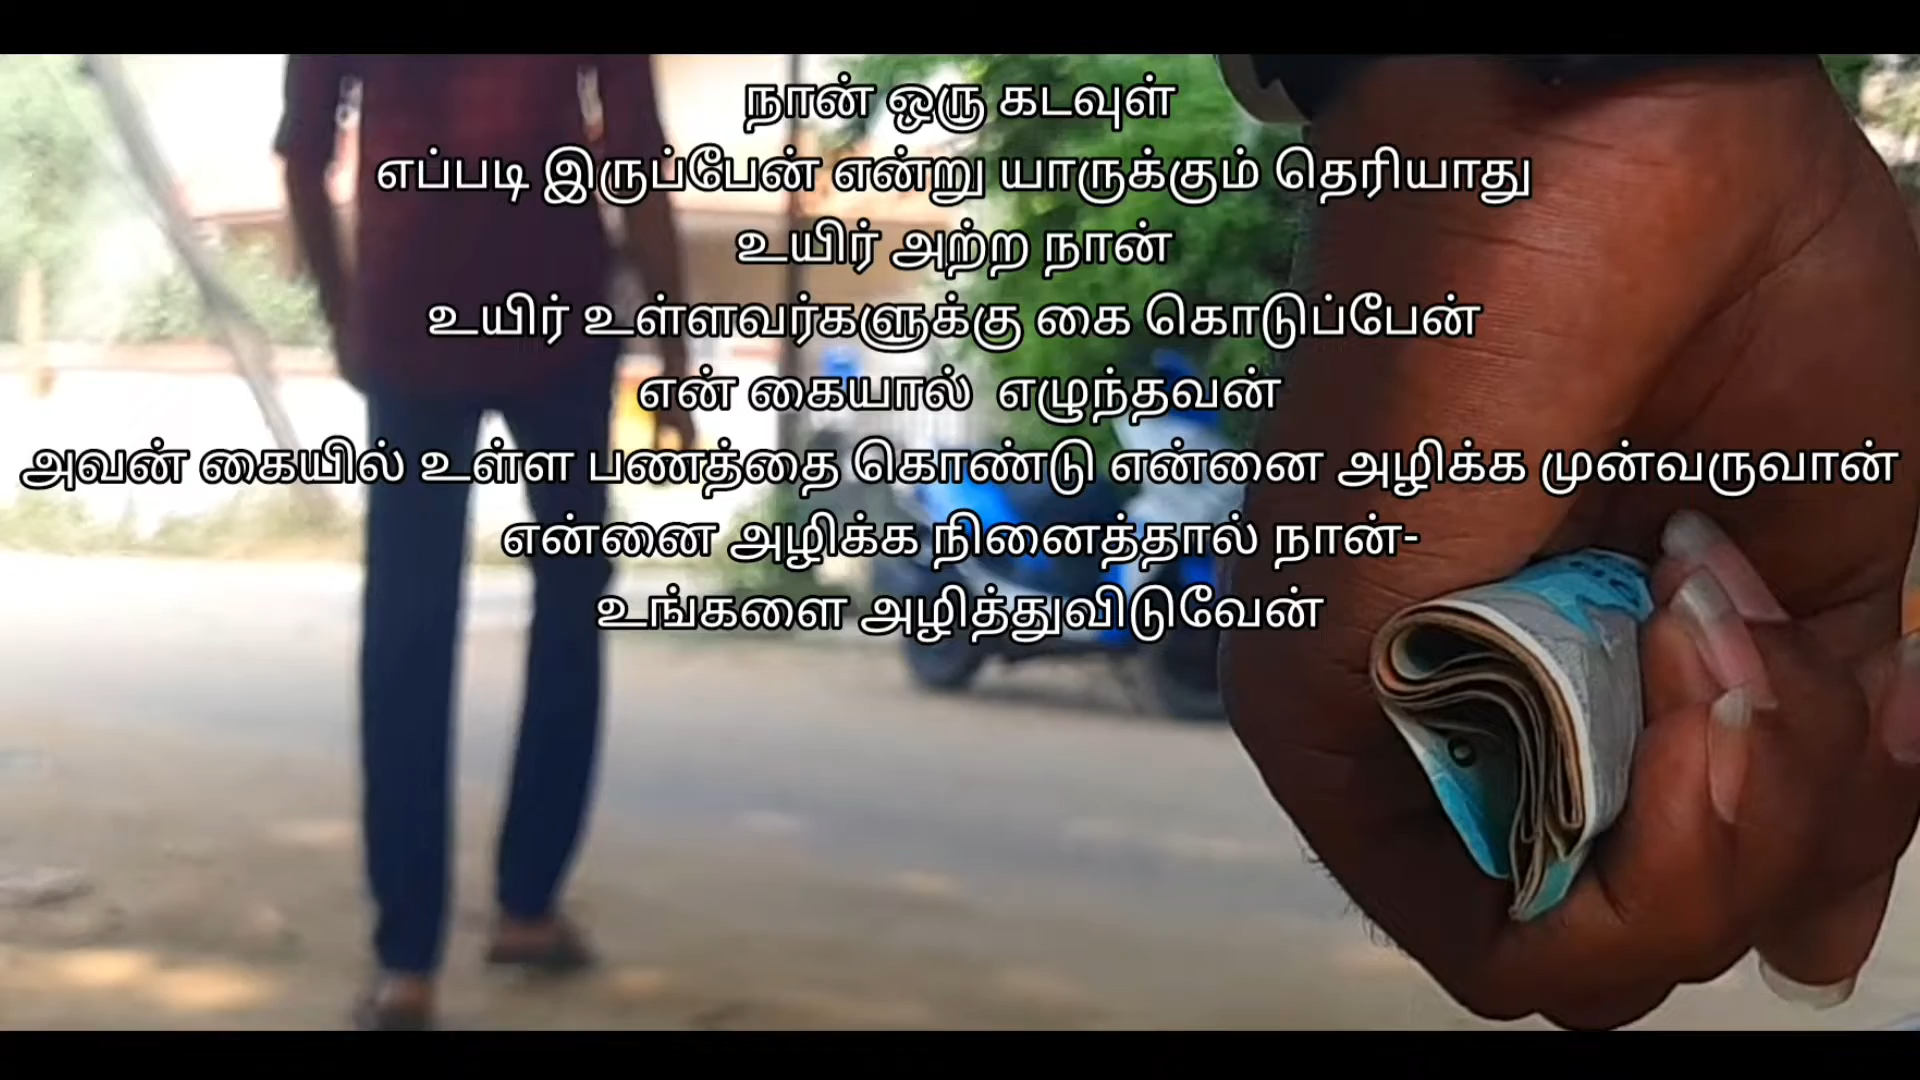 நான் ஒரு கடவுள்
எப்படி இருப்பேன் என்று யாருக்கும் தெரியாது
உயிர் அற்ற நான்
உயிர் உள்ளவர்களுக்கு கை கொடுப்பேன்
என் கையால் எழுந்தவன்
அவன் கையில் உள்ள பணத்தை கொண்டு என்னை அழிக்க முன்வருவான்
என்னை அழிக்க நினைத்தால் நான்-
உங்களை அழித்துவிடுவேன்